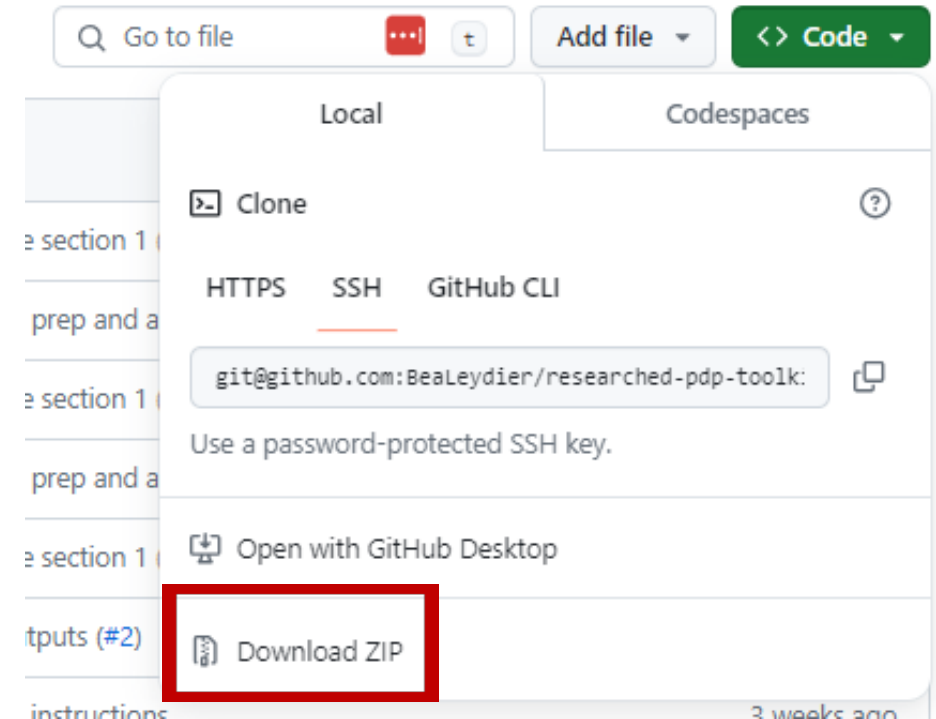 Go to file t Add file <> Code
Local Codespaces
Clone
e section 1
HTTPS SSH GitHub CLI
prep and a
git@github.com:BeaLeydier/researched-pdp-toolk
e section 1
Use a password-protected SSH key.
prep and a
Open with GitHub Desktop
e section 1
tputs (#2)
Download ZIP
instructions 3 weeks ago